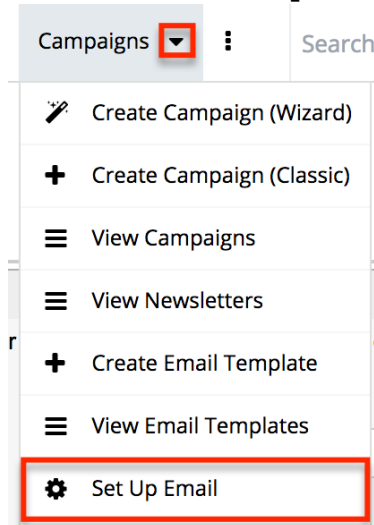 Campaigns
Search
Create Campaign (Wizard)
Create Campaign (Classic)
View Campaigns
View Newsletters
r
Create Email Template
View Email Templates
Set Up Email